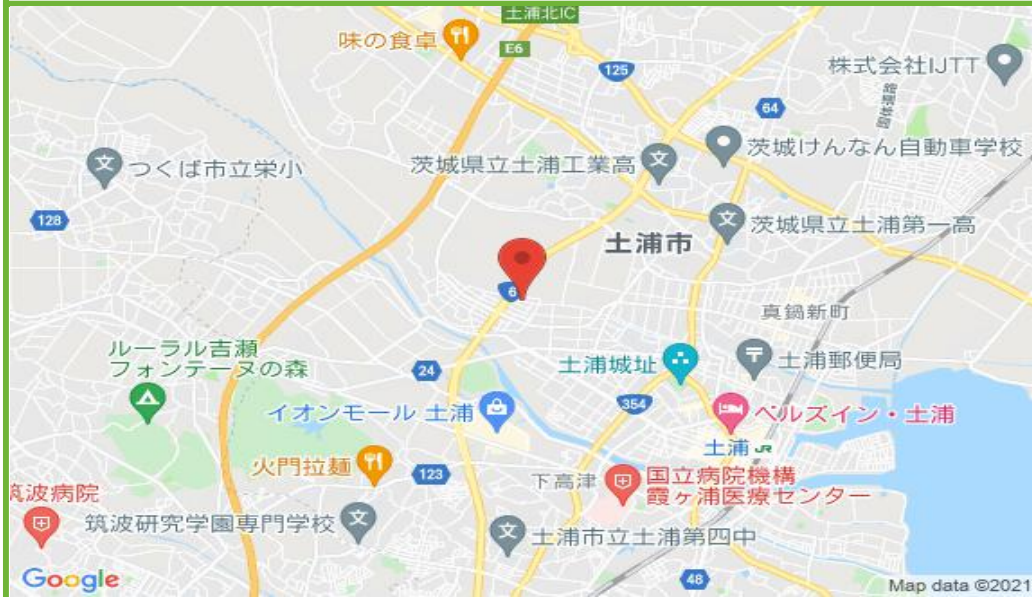 土浦北IC
味の食卓
E6
125
株式会社IJTT
64
国体道路
茨城県立土浦工業高
茨城けんなん自動車学校
つくば市立栄小
128
茨城県立土浦第一高
土浦市
6
真鍋新町
ルーラル吉瀬
フォンテーヌの森
24
土浦城址
土浦郵便局
354
イオンモール 土浦
ベルズイン・土浦
土浦 JR
火門拉麺
123
下高津
国立病院機構
霞ヶ浦医療センター
筑波病院
筑波研究学園専門学校
土浦市立土浦第四中
48
Google
Map data ©2021